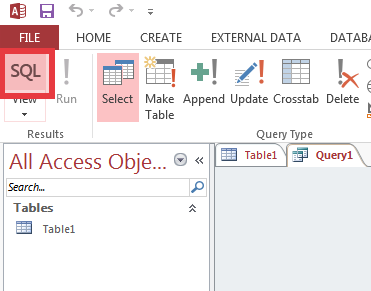 FILE HOME CREATE EXTERNAL DATA DATAB
SQL
View Run Select Make Table Append Update Crosstab Delete
Results Query Type
All Access Obje... «
Table1 Query1
Search...
Tables
Table1